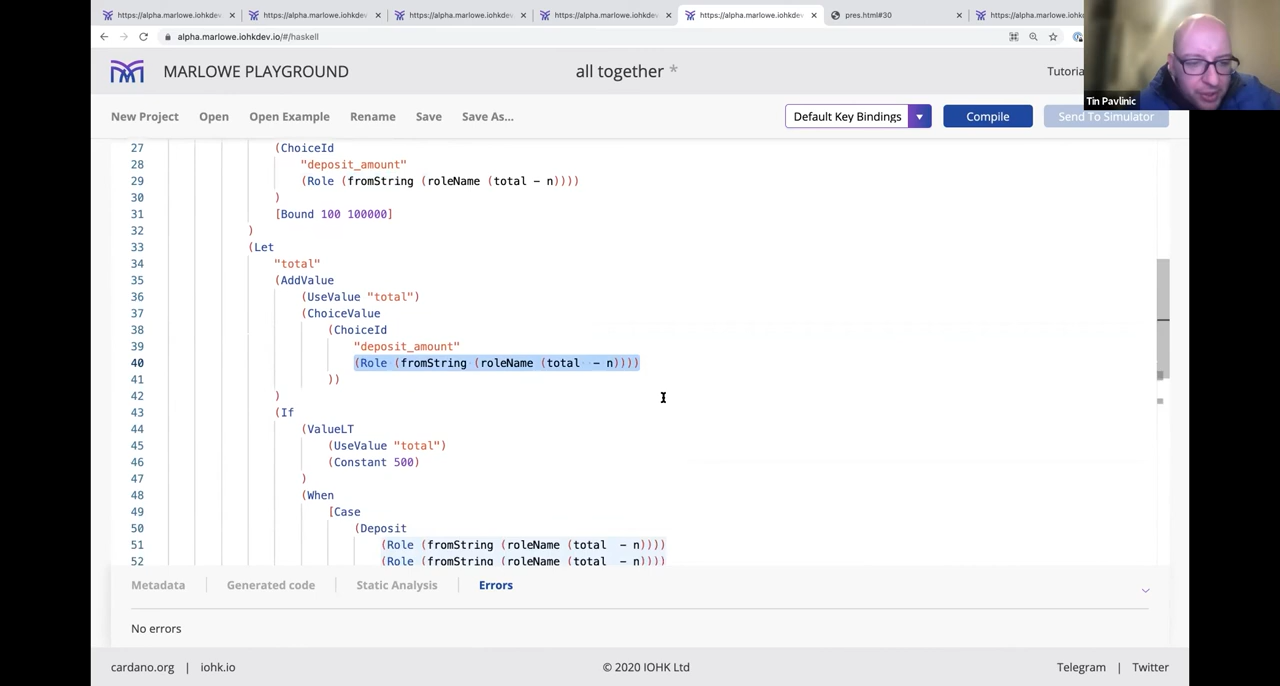 https://alpha.marlowe.iohkdev
https://alpha.marlowe.iohkdev
https://alpha.marlowe.iohkdev
https://alpha.marlowe.iohkdev
https://alpha.marlowe.iohkdev
pres.html#30
https://alpha.marlowe.iohkdev
alpha.marlowe.iohkdev.io/#/haskell
MARLOWE PLAYGROUND
all together *
Tutoria
Tin Pavlinic
New Project
Open
Open Example
Rename
Save
Save As...
Default Key Bindings
Compile
Send To Simulator
27 (ChoiceId
28 "deposit_amount"
29 (Role (fromString (roleName (total - n))))
30 )
31 [Bound 100 100000]
32 )
33 (Let
34 "total"
35 (AddValue
36 (UseValue "total")
37 (ChoiceValue
38 (ChoiceId
39 "deposit_amount"
40 (Role (fromString (roleName (total  - n))))
41 ))
42 )
43 (If
44 (ValueLT
45 (UseValue "total")
46 (Constant 500)
47 )
48 (When
49 [Case
50 (Deposit
51 (Role (fromString (roleName (total  - n))))
52 (Role (fromString (roleName (total  - n))))
Metadata
Generated code
Static Analysis
Errors
No errors
cardano.org | iohk.io
© 2020 IOHK Ltd
Telegram | Twitter